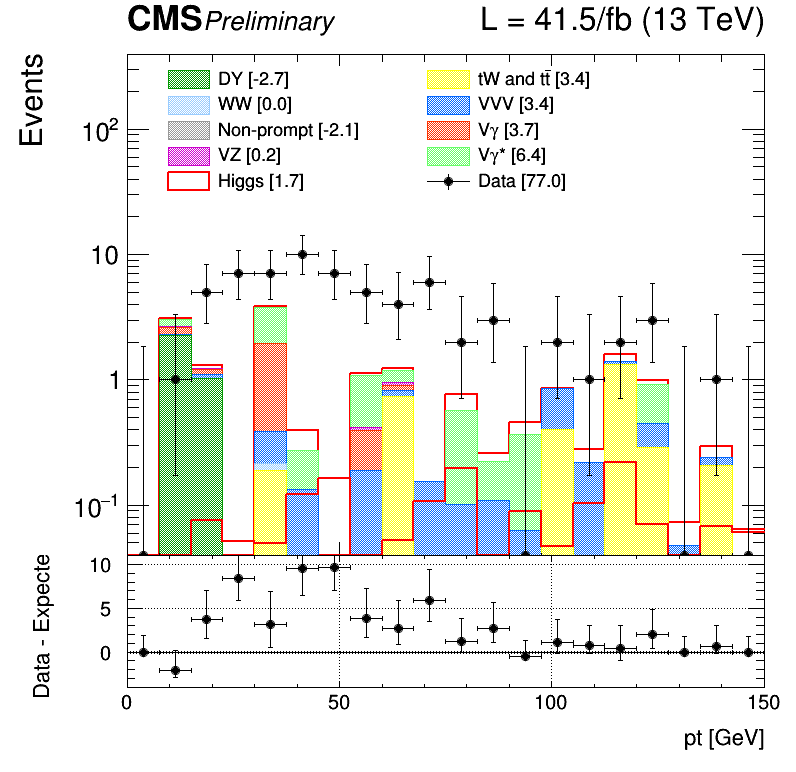 CMS Preliminary L = 41.5/fb (13 TeV)
Events
DY [-2.7]
WW [0.0]
Non-prompt [-2.1]
VZ [0.2]
Higgs [1.7]
tW and tt̄ [3.4]
VVV [3.4]
Vγ [3.7]
Vγ* [6.4]
Data [77.0]
10²
10
1
10⁻¹
Data - Expecte
10
5
0
0 50 100 150
pt [GeV]